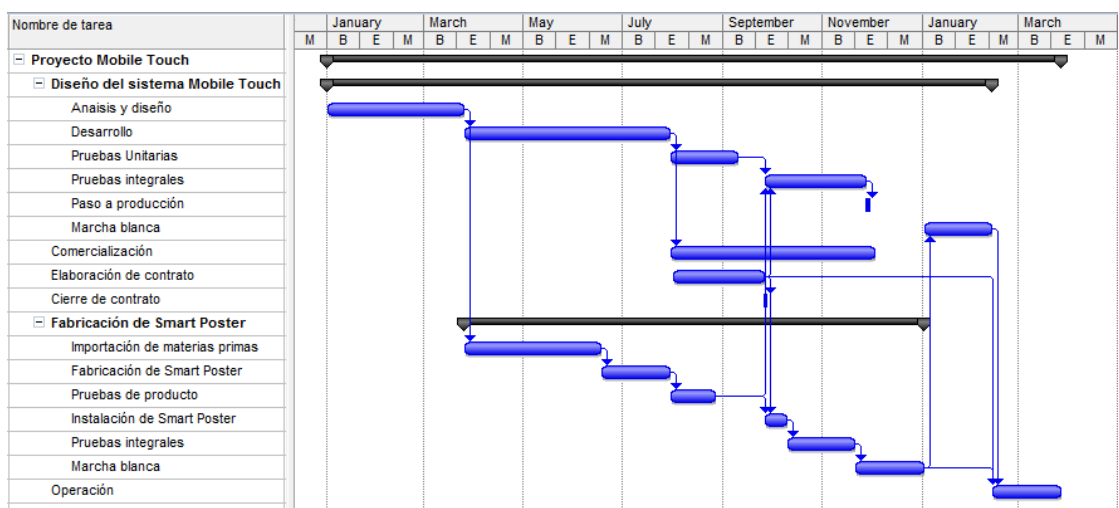 Nombre de tarea
January March May July September November January March
M B E M B E M B E M B E M B E M B E M B E M B E M
Proyecto Mobile Touch
Diseño del sistema Mobile Touch
Anaisis y diseño
Desarrollo
Pruebas Unitarias
Pruebas integrales
Paso a producción
Marcha blanca
Comercialización
Elaboración de contrato
Cierre de contrato
Fabricación de Smart Poster
Importación de materias primas
Fabricación de Smart Poster
Pruebas de producto
Instalación de Smart Poster
Pruebas integrales
Marcha blanca
Operación